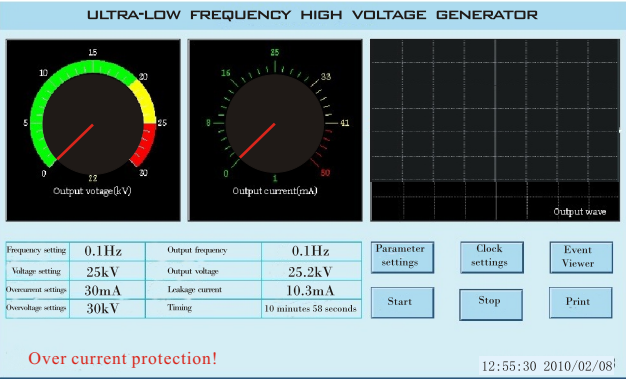 ULTRA-LOW FREQUENCY HIGH VOLTAGE GENERATOR
0 5 10 15 20 25 30
22
Output votage(kV)
0 8 16 25 33 41 50
1
Output current(mA)
Output wave
Frequency setting 0.1Hz Output frequency 0.1Hz
Voltage setting 25kV Output voltage 25.2kV
Overcurrent settings 30mA Leakage current 10.3mA
Overvoltage settings 30kV Timing 10 minutes 58 seconds
Parameter settings
Clock settings
Event Viewer
Start
Stop
Print
Over current protection!
12:55:30 2010/02/08